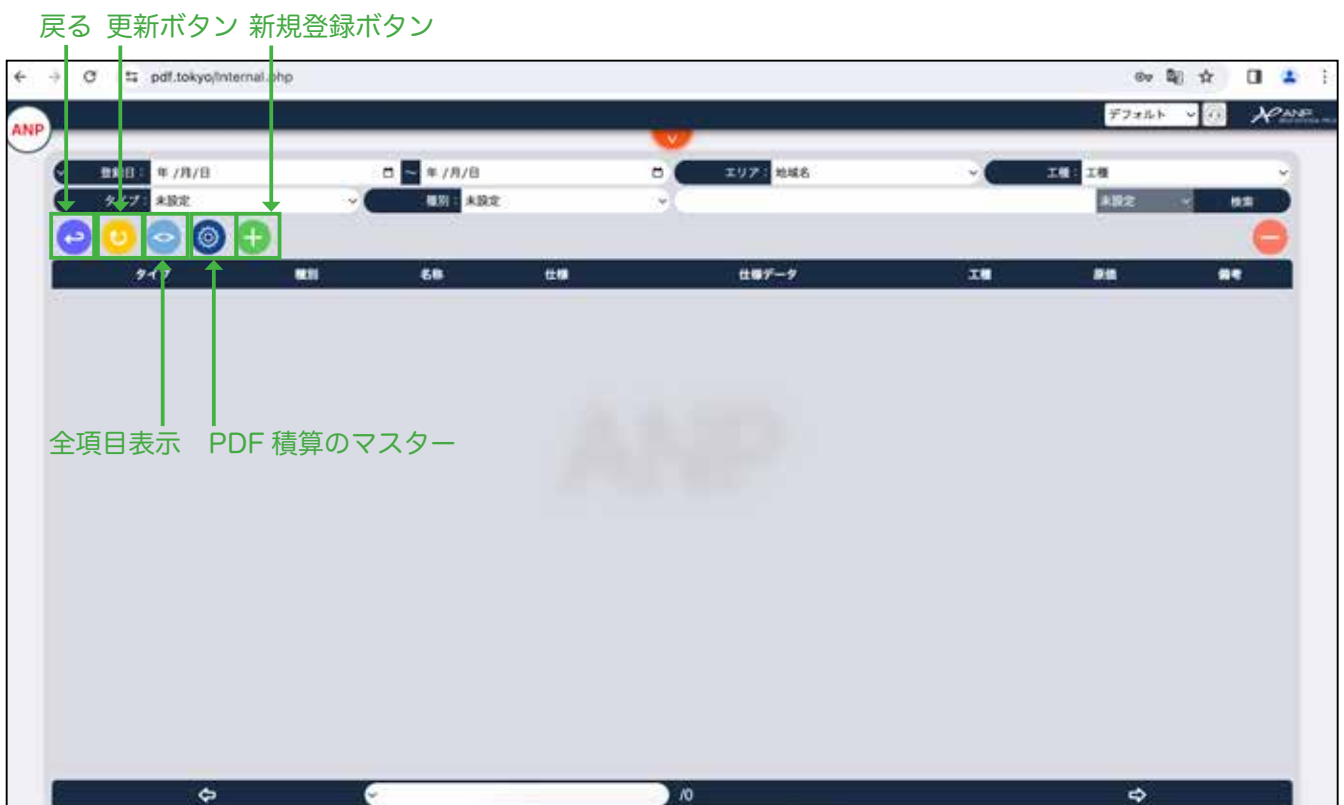 戻る 更新ボタン 新規登録ボタン
pdf.tokyo/Internal.php
ANP
デフォルト
ANP
登録日： 年 /月/日 ～ 年 /月/日 エリア： 地域名 工種： 工種
タイプ： 未設定 種別： 未設定 未設定 検索
タイプ 種別 名称 仕様 仕様データ 工種 原価 備考
全項目表示 PDF 積算のマスター
ANP
/0